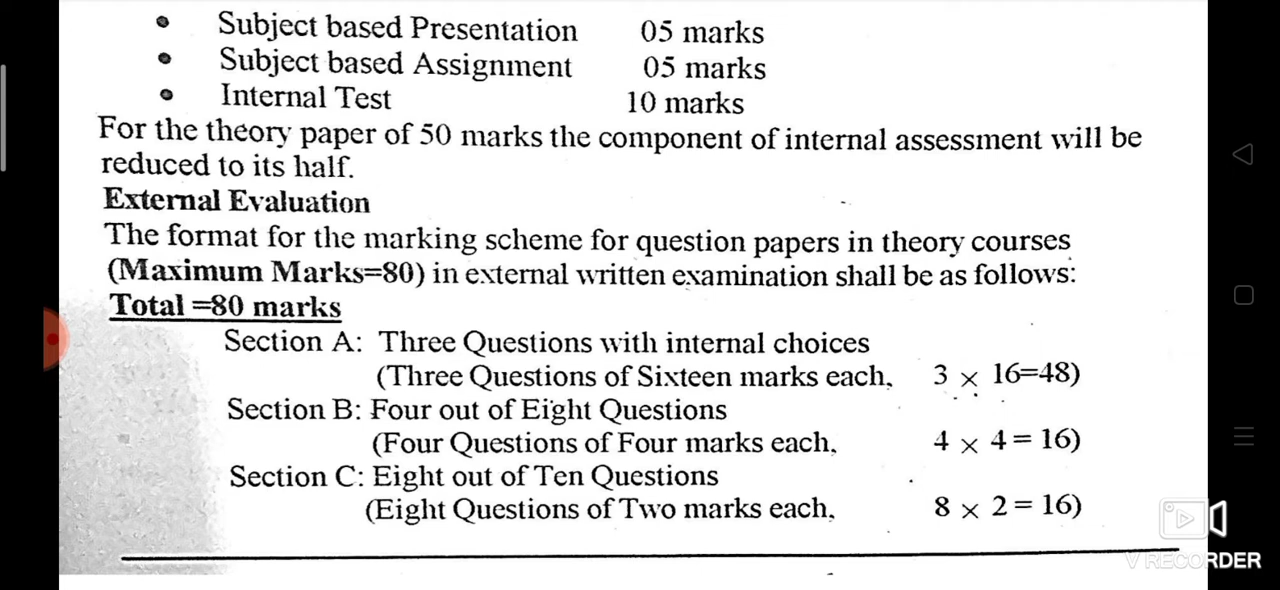 • Subject based Presentation 05 marks
• Subject based Assignment 05 marks
• Internal Test 10 marks
For the theory paper of 50 marks the component of internal assessment will be
reduced to its half.
External Evaluation
The format for the marking scheme for question papers in theory courses
(Maximum Marks=80) in external written examination shall be as follows:
Total =80 marks
Section A: Three Questions with internal choices
(Three Questions of Sixteen marks each, 3 × 16=48)
Section B: Four out of Eight Questions
(Four Questions of Four marks each, 4 × 4 = 16)
Section C: Eight out of Ten Questions
(Eight Questions of Two marks each, 8 × 2 = 16)
V RECORDER